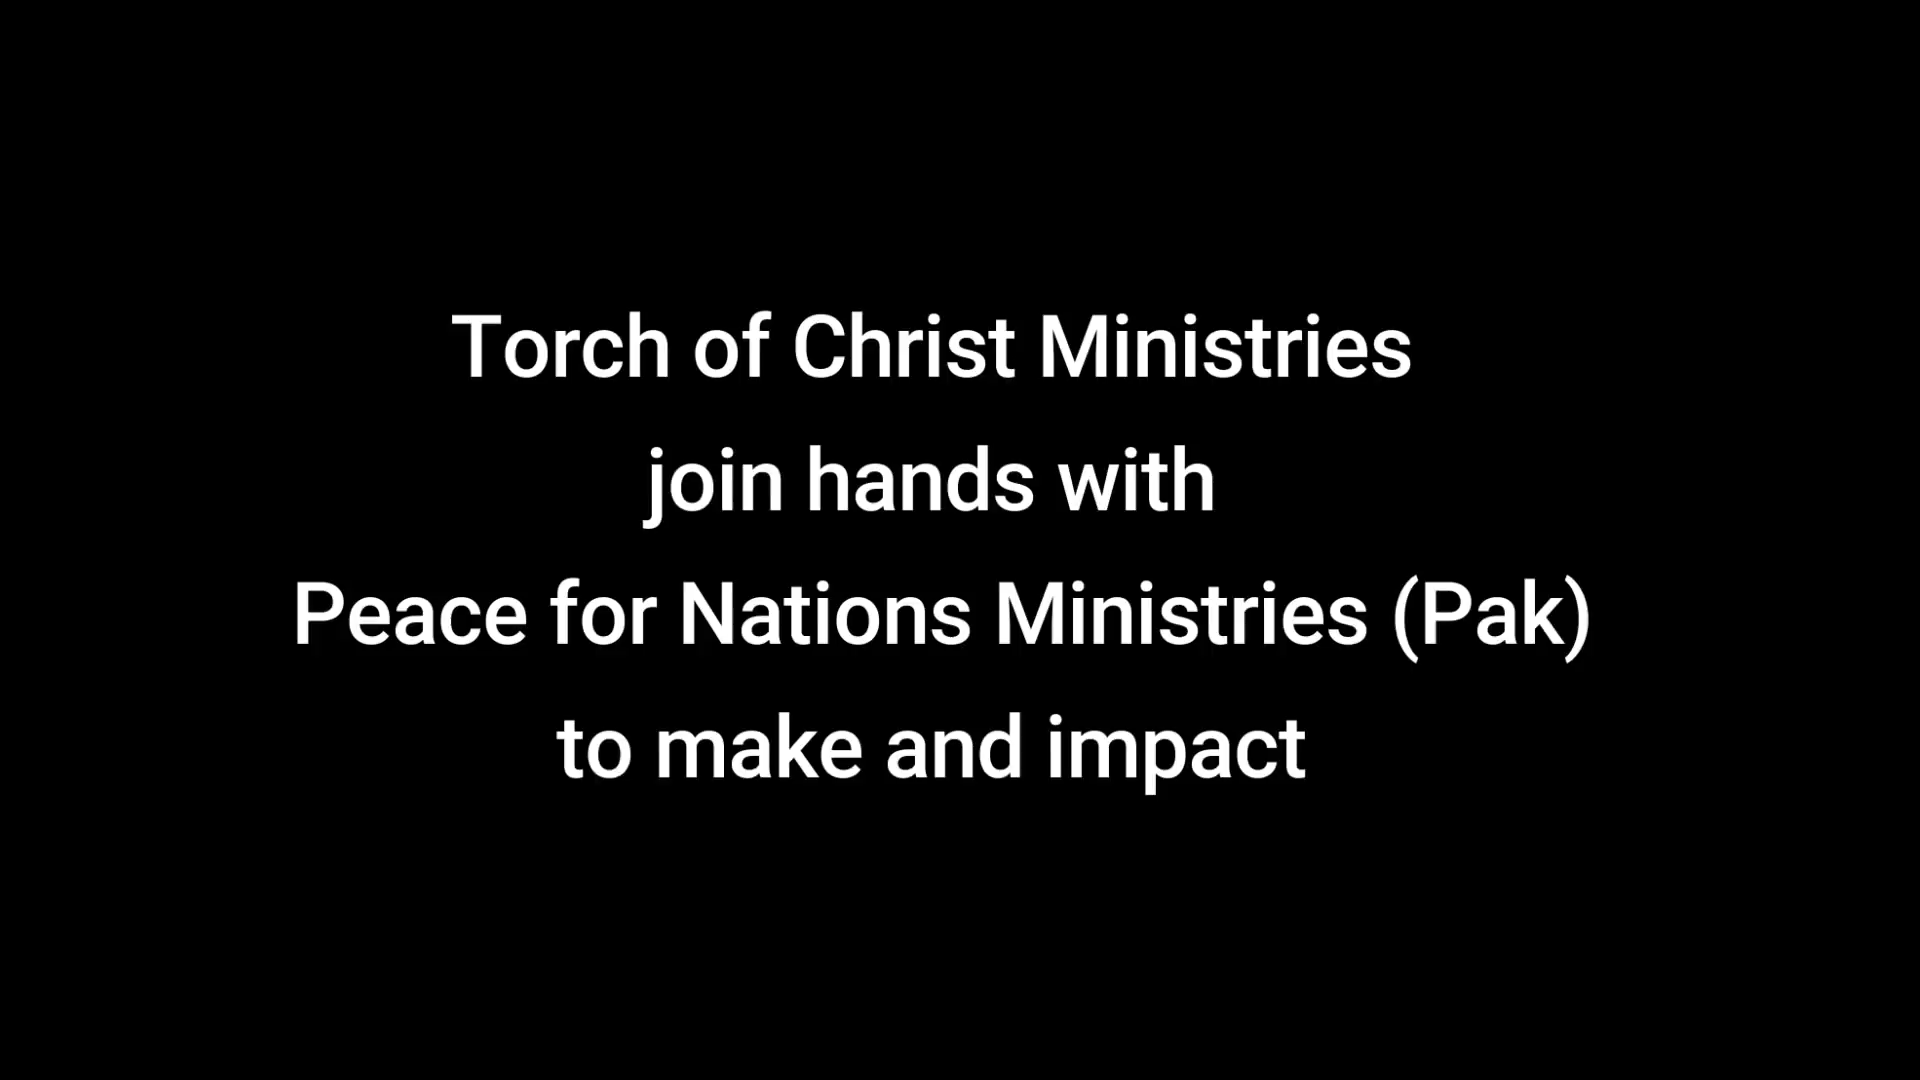 Torch of Christ Ministries
join hands with
Peace for Nations Ministries (Pak)
to make and impact